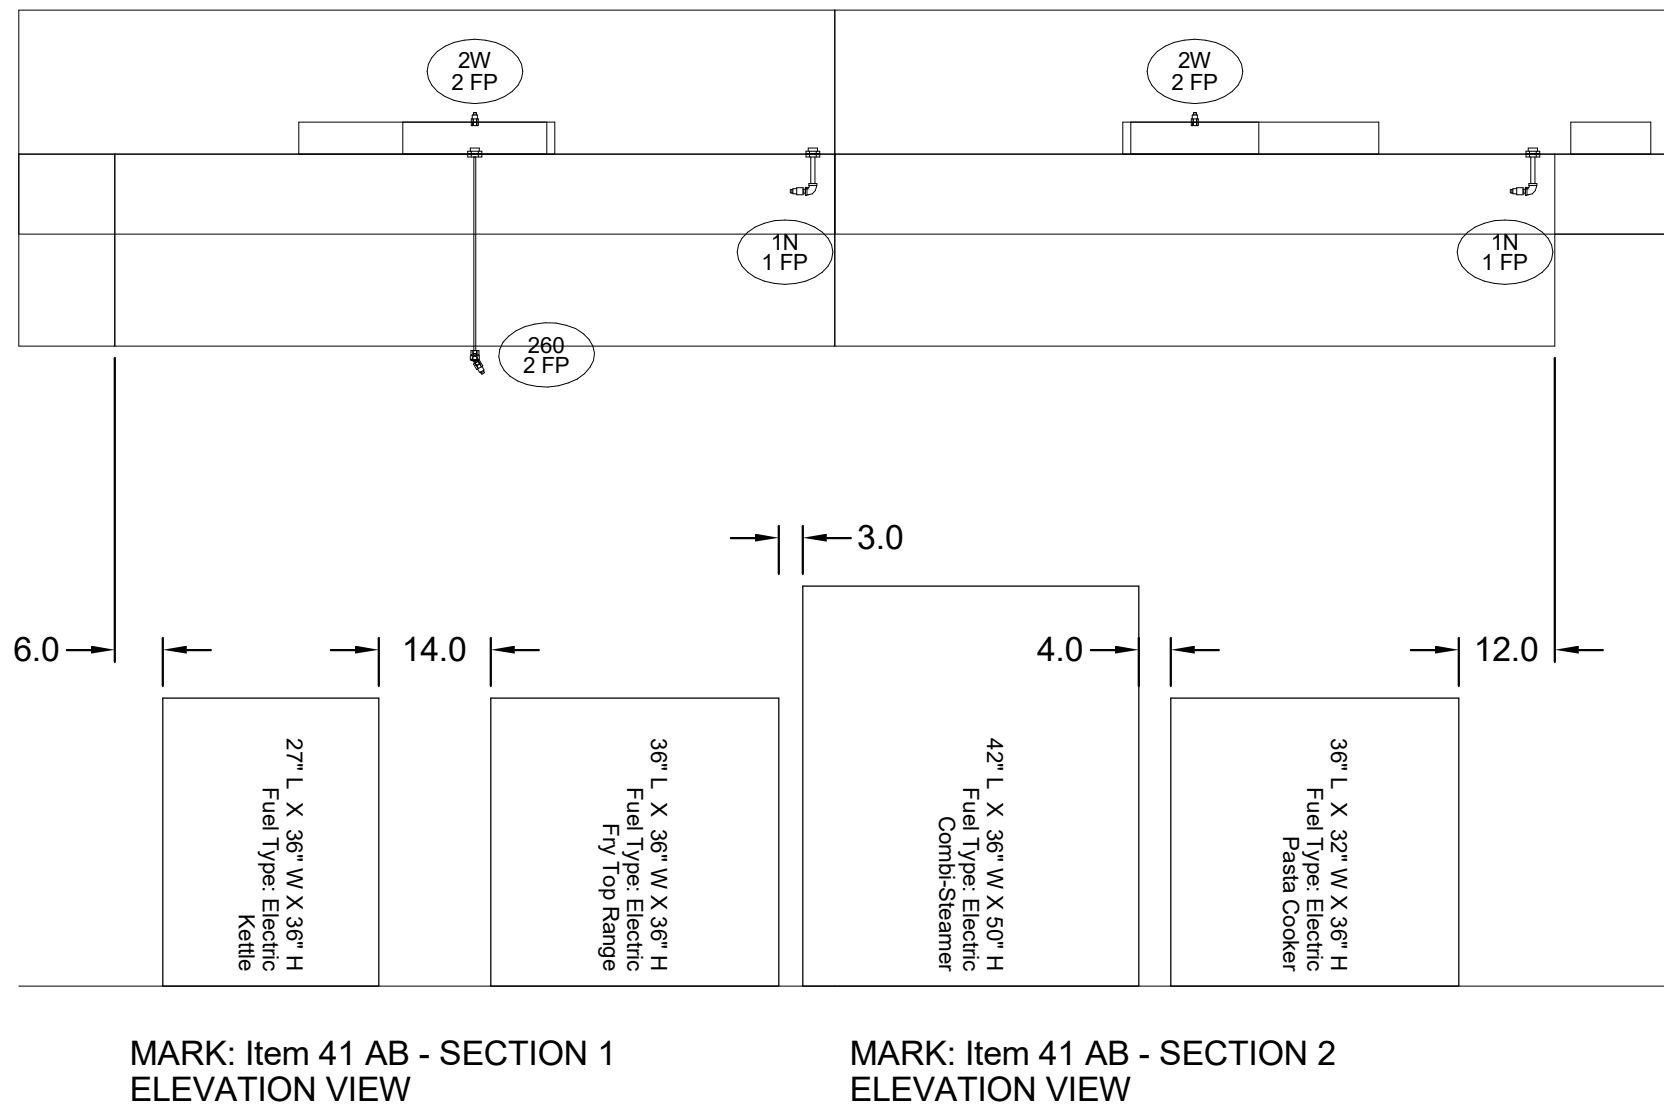 2W
2 FP
2W
2 FP
1N
1 FP
1N
1 FP
260
2 FP
3.0
6.0
14.0
4.0
12.0
27" L X 36" W X 36" H
Fuel Type: Electric
Kettle
36" L X 36" W X 36" H
Fuel Type: Electric
Fry Top Range
42" L X 36" W X 50" H
Fuel Type: Electric
Combi-Steamer
36" L X 32" W X 36" H
Fuel Type: Electric
Pasta Cooker
MARK: Item 41 AB - SECTION 1
ELEVATION VIEW
MARK: Item 41 AB - SECTION 2
ELEVATION VIEW